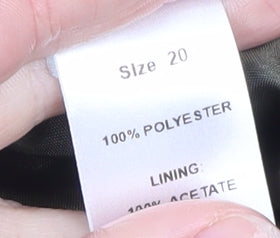 SIze 20
100% POLYESTER
LINING:
100% ACETATE